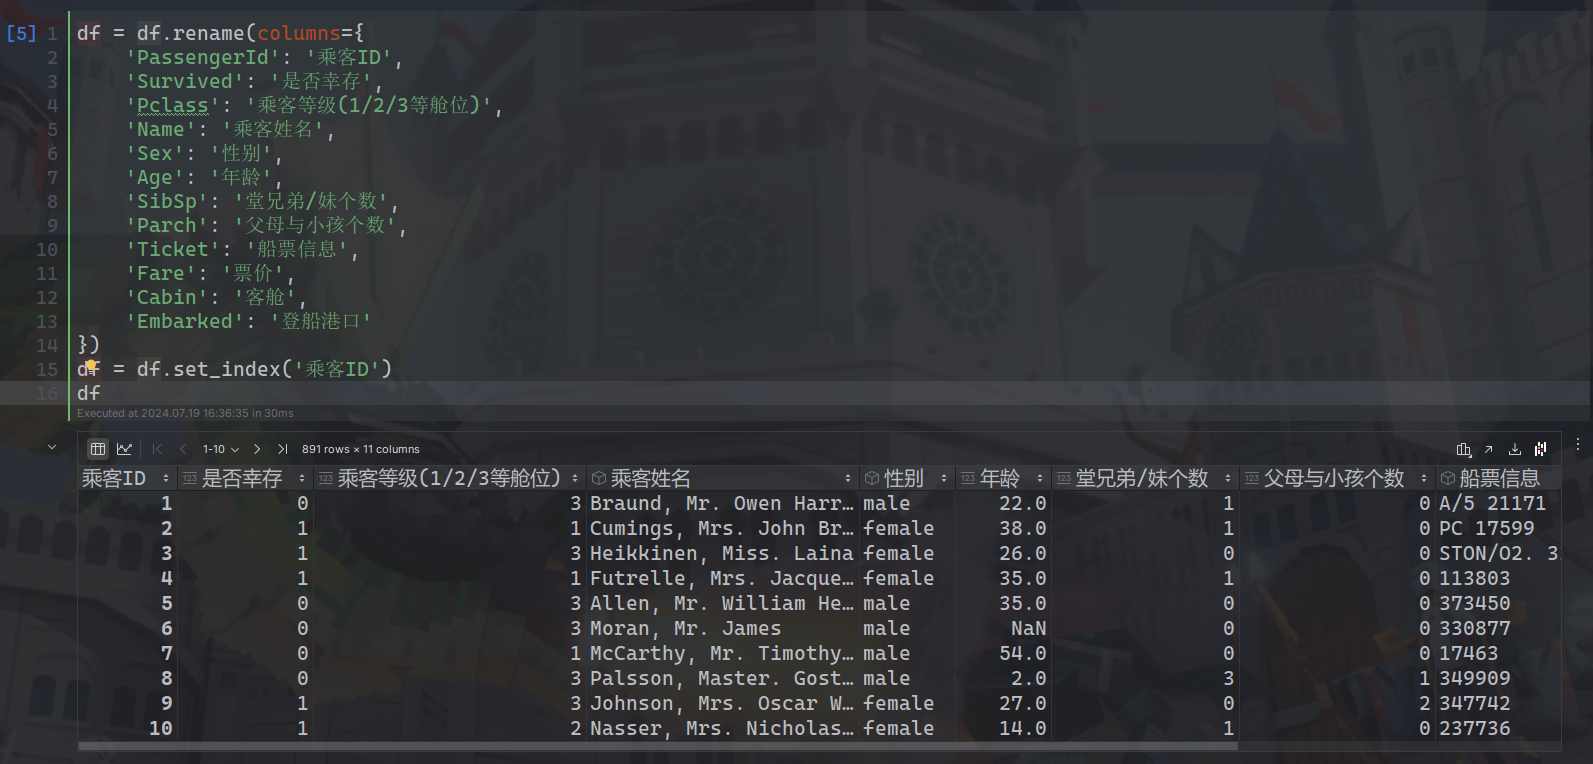 [5] 1 df = df.rename(columns={
2 'PassengerId': '乘客ID',
3 'Survived': '是否幸存',
4 'Pclass': '乘客等级(1/2/3等舱位)',
5 'Name': '乘客姓名',
6 'Sex': '性别',
7 'Age': '年龄',
8 'SibSp': '堂兄弟/妹个数',
9 'Parch': '父母与小孩个数',
10 'Ticket': '船票信息',
11 'Fare': '票价',
12 'Cabin': '客舱',
13 'Embarked': '登船港口'
14 })
15 df = df.set_index('乘客ID')
16 df
Executed at 2024.07.19 16:36:35 in 30ms
1-10 891 rows × 11 columns
乘客ID 123 是否幸存 123 乘客等级(1/2/3等舱位) 乘客姓名 性别 123 年龄 123 堂兄弟/妹个数 123 父母与小孩个数 船票信息
1 0 3 Braund, Mr. Owen Harr… male 22.0 1 0 A/5 21171
2 1 1 Cumings, Mrs. John Br… female 38.0 1 0 PC 17599
3 1 3 Heikkinen, Miss. Laina female 26.0 0 0 STON/O2. 3
4 1 1 Futrelle, Mrs. Jacque… female 35.0 1 0 113803
5 0 3 Allen, Mr. William He… male 35.0 0 0 373450
6 0 3 Moran, Mr. James male NaN 0 0 330877
7 0 1 McCarthy, Mr. Timothy… male 54.0 0 0 17463
8 0 3 Palsson, Master. Gost… male 2.0 3 1 349909
9 1 3 Johnson, Mrs. Oscar W… female 27.0 0 2 347742
10 1 2 Nasser, Mrs. Nicholas… female 14.0 1 0 237736